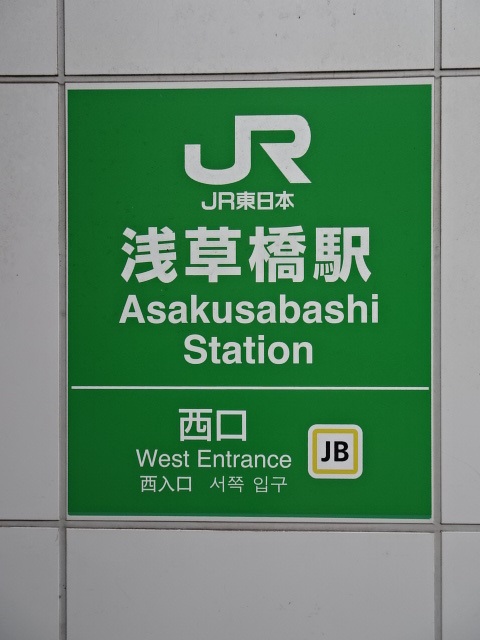 JR
JR東日本
浅草橋駅
Asakusabashi
Station
西口
West Entrance
西入口 서쪽 입구
JB